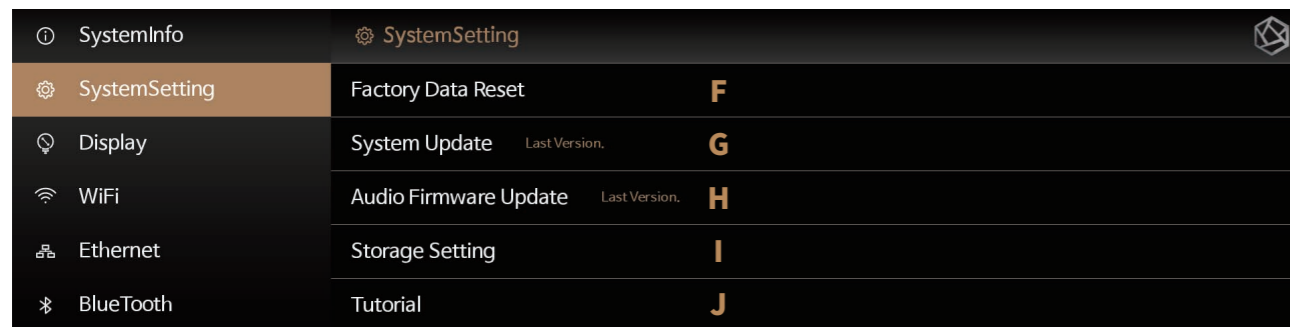 SystemInfo
SystemSetting
Display
WiFi
Ethernet
BlueTooth
SystemSetting
Factory Data Reset F
System Update Last Version. G
Audio Firmware Update Last Version. H
Storage Setting I
Tutorial J